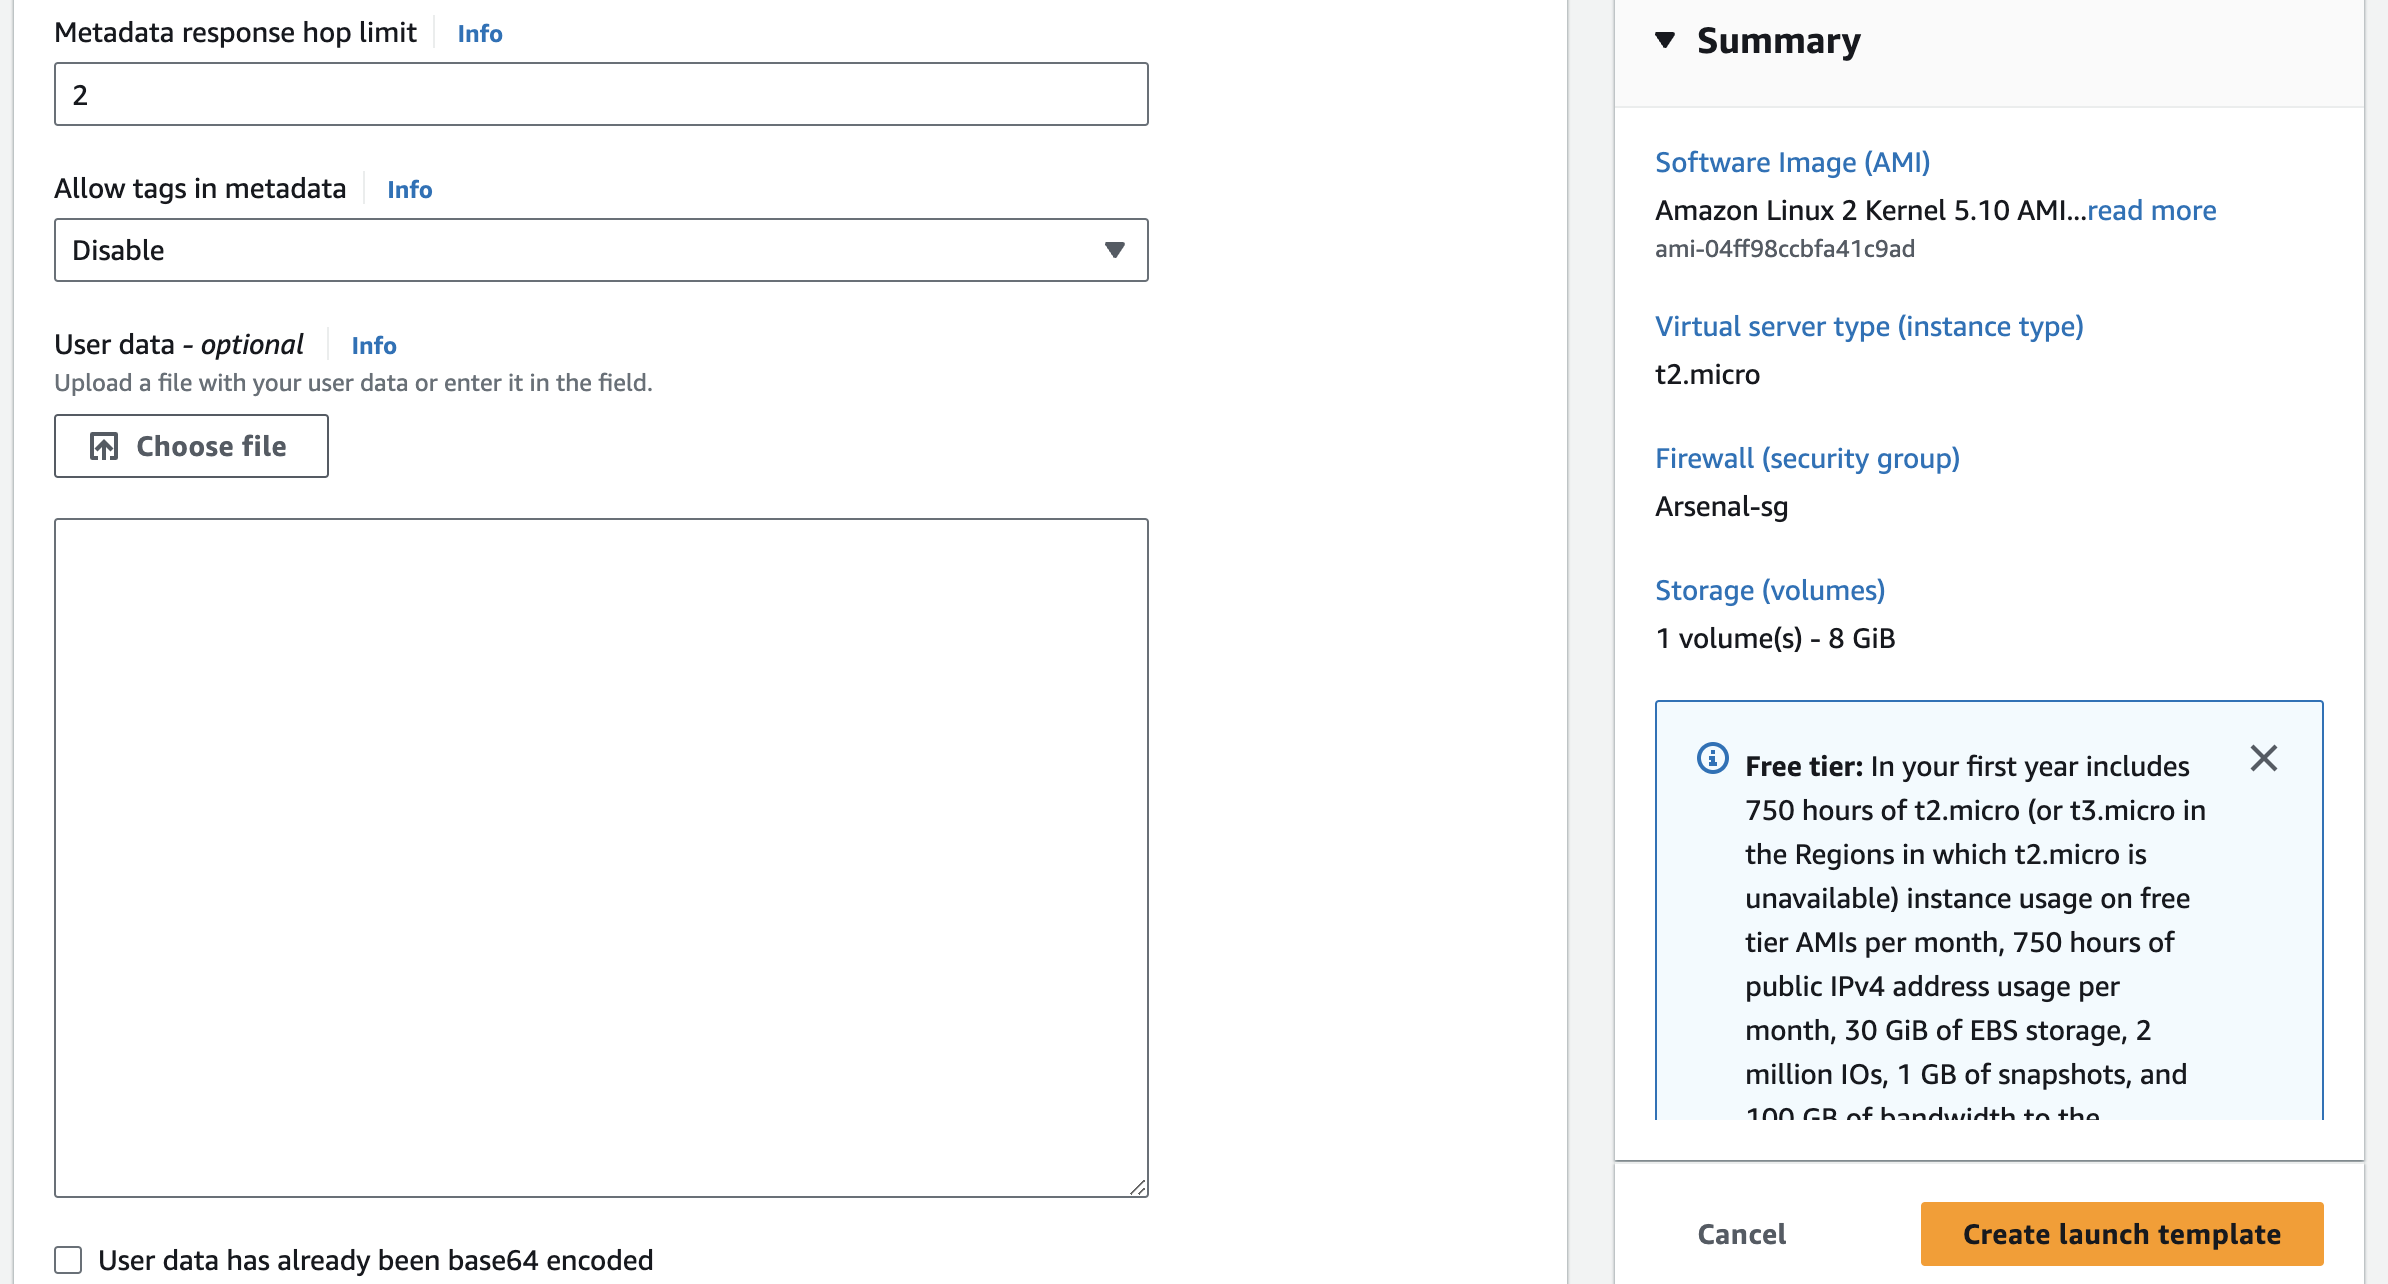 Metadata response hop limit Info
2
Allow tags in metadata Info
Disable
User data - optional Info
Upload a file with your user data or enter it in the field.
Choose file
User data has already been base64 encoded
Summary
Software Image (AMI)
Amazon Linux 2 Kernel 5.10 AMI...read more
ami-04ff98ccbfa41c9ad
Virtual server type (instance type)
t2.micro
Firewall (security group)
Arsenal-sg
Storage (volumes)
1 volume(s) - 8 GiB
Free tier: In your first year includes
750 hours of t2.micro (or t3.micro in
the Regions in which t2.micro is
unavailable) instance usage on free
tier AMIs per month, 750 hours of
public IPv4 address usage per
month, 30 GiB of EBS storage, 2
million IOs, 1 GB of snapshots, and
100 GB of bandwidth to the
Cancel
Create launch template